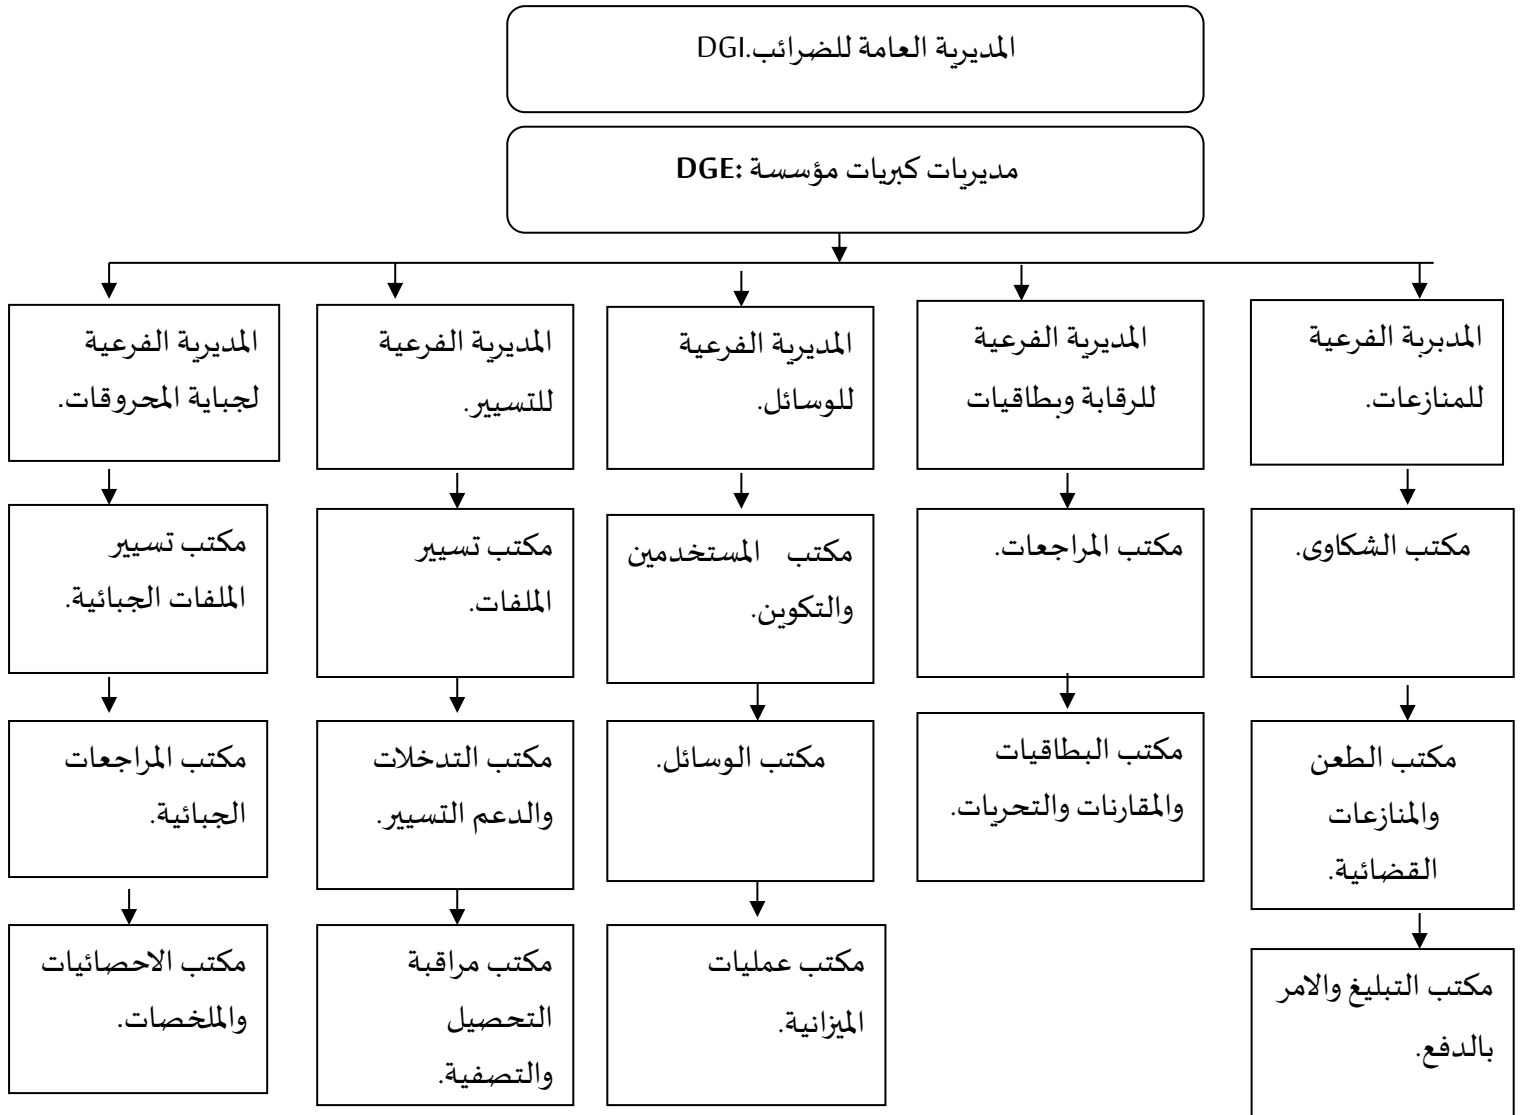 المديرية العامة للضرائب.DGI
مديريات كبريات مؤسسة :DGE
المدبرية الفرعية
للمنازعات.
المديرية الفرعية
للرقابة وبطاقيات
المديرية الفرعية
للوسائل.
المديرية الفرعية
للتسيير.
المديرية الفرعية
لجباية المحروقات.
مكتب الشكاوى.
مكتب المراجعات.
مكتب المستخدمين
والتكوين.
مكتب تسيير
الملفات.
مكتب تسيير
الملفات الجبائية.
مكتب الطعن
والمنازعات
القضائية.
مكتب البطاقيات
والمقارنات والتحريات.
مكتب الوسائل.
مكتب التدخلات
والدعم التسيير.
مكتب المراجعات
الجبائية.
مكتب التبليغ والامر
بالدفع.
مكتب عمليات
الميزانية.
مكتب مراقبة
التحصيل
والتصفية.
مكتب الاحصائيات
والملخصات.